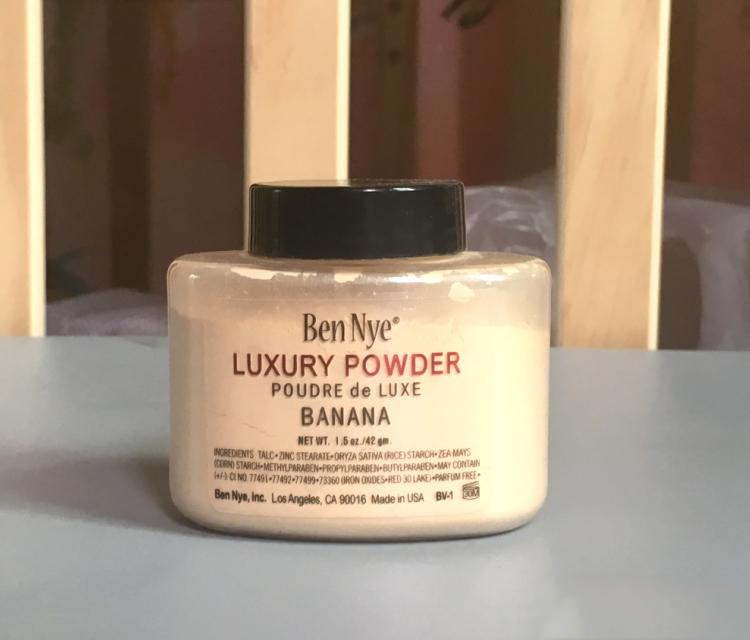 Ben Nye®
LUXURY POWDER
POUDRE de LUXE
BANANA
NET WT. 1.5 oz./42 gm.
INGREDIENTS TALC•ZINC STEARATE•ORYZA SATIVA (RICE) STARCH•ZEA MAYS
(CORN) STARCH•METHYLPARABEN•PROPYLPARABEN•BUTYLPARABEN•MAY CONTAIN
(+/-) CI NO. 77491•77492•77499•73360 (IRON OXIDES•RED 30 LAKE)•PARFUM FREE•
Ben Nye, Inc. Los Angeles, CA 90016 Made in USA BV-1 30M